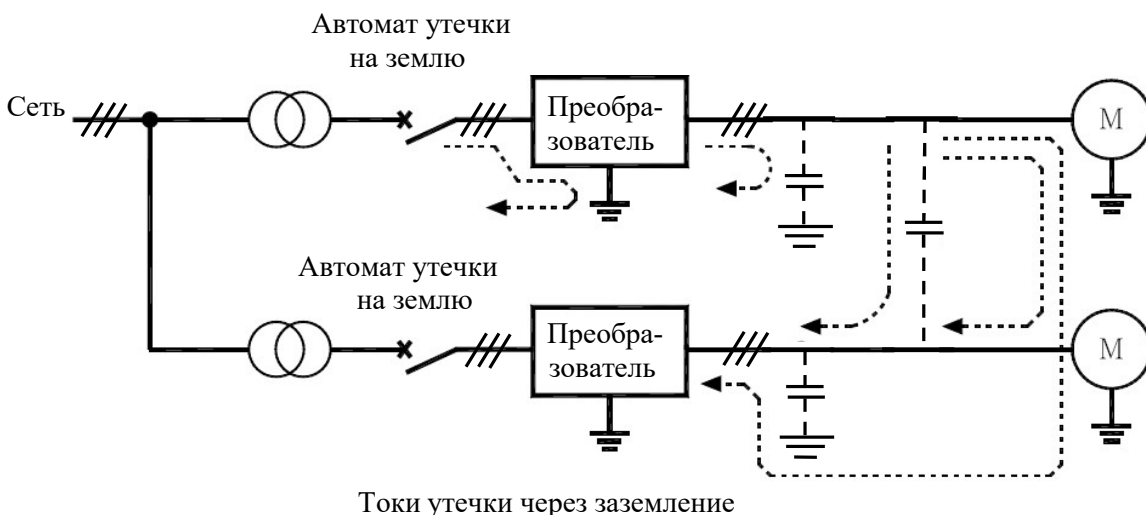 Автомат утечки
на землю
Сеть
Преобра-
зователь
М
Автомат утечки
на землю
Преобра-
зователь
М
Токи утечки через заземление